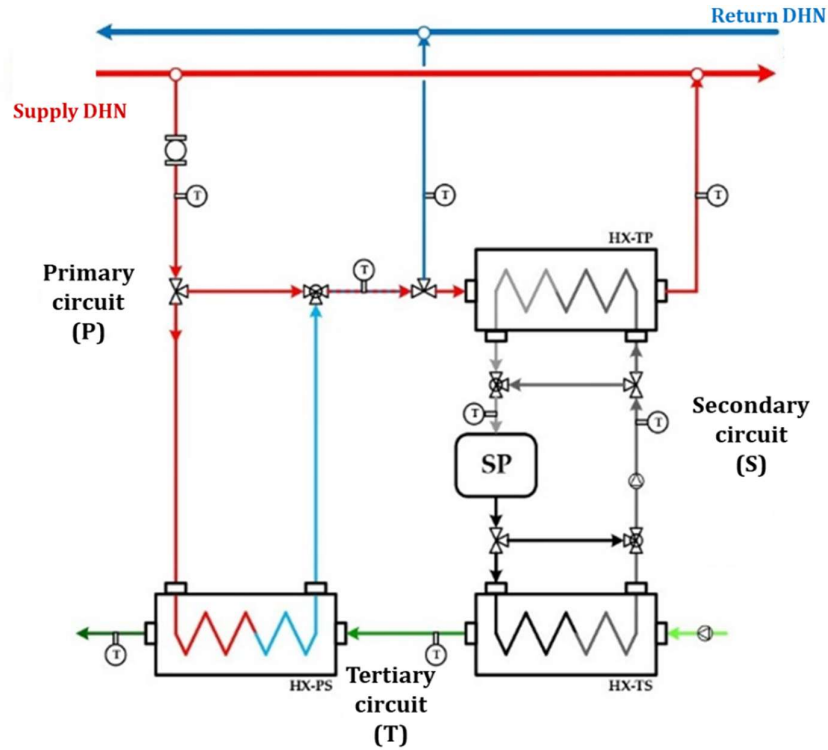 Return DHN
Supply DHN
T
T
T
HX-TP
T
Primary
circuit
(P)
T
T
Secondary
circuit
(S)
SP
T
T
HX-PS
Tertiary
circuit
(T)
HX-TS